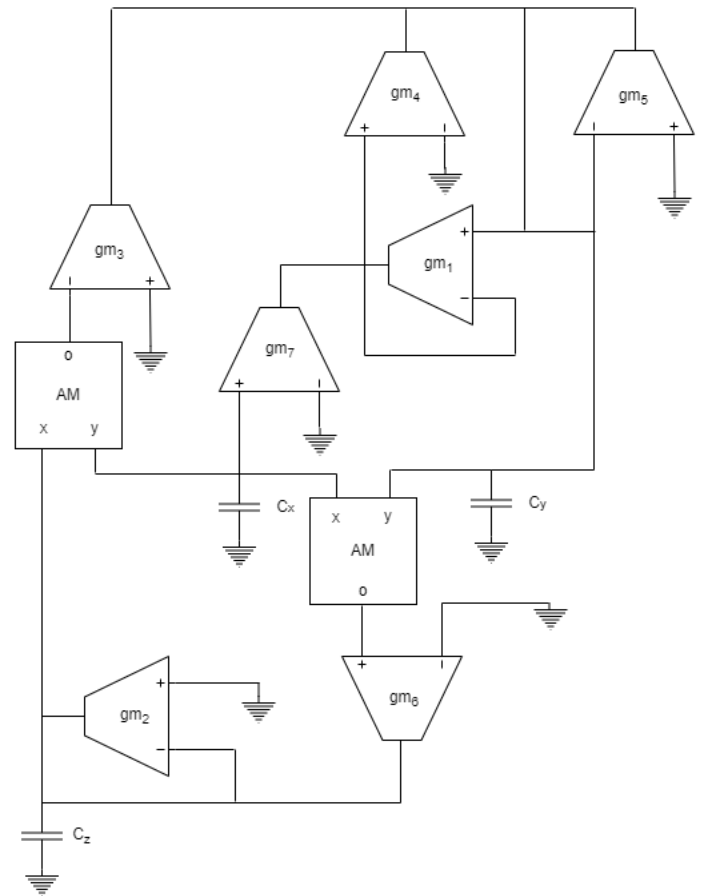 gm4
+ −
gm5
− +
gm3
− +
+
gm1
−
gm7
+ −
o
AM
x y
Cx
Cy
x y
AM
o
+ −
gm6
+
gm2
−
Cz